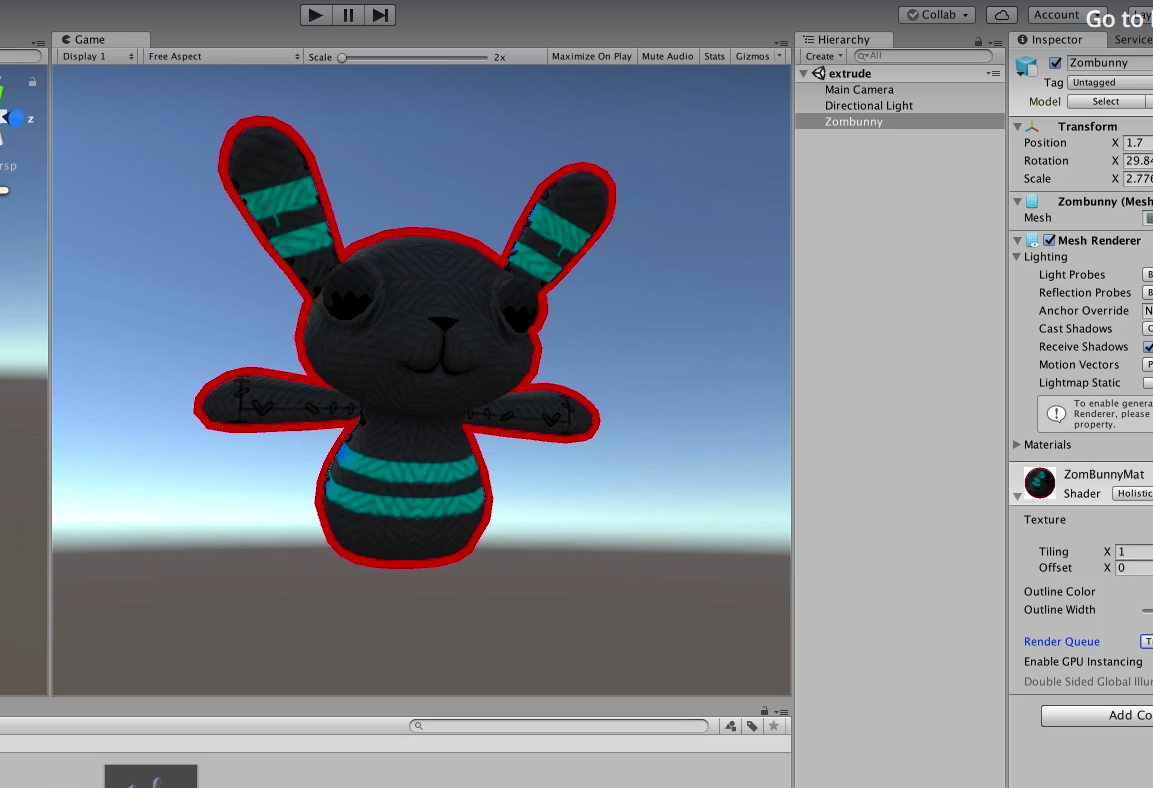 Collab
Account
Lay
Go to
Game
Hierarchy
Inspector
Service
Display 1
Free Aspect
Scale
2x
Maximize On Play
Mute Audio
Stats
Gizmos
Create
All
extrude
Main Camera
Directional Light
Zombunny
z
rsp
Zombunny
Tag
Untagged
Model
Select
Transform
Position
X
1.7
Rotation
X
29.84
Scale
X
2.776
Zombunny (Mesh
Mesh
Mesh Renderer
Lighting
Light Probes
Reflection Probes
Anchor Override
Cast Shadows
Receive Shadows
Motion Vectors
Lightmap Static
To enable genera
Renderer, please
property.
Materials
ZomBunnyMat
Shader
Holistic
Texture
Tiling
X
1
Offset
X
0
Outline Color
Outline Width
Render Queue
Enable GPU Instancing
Double Sided Global Illum
Add Co